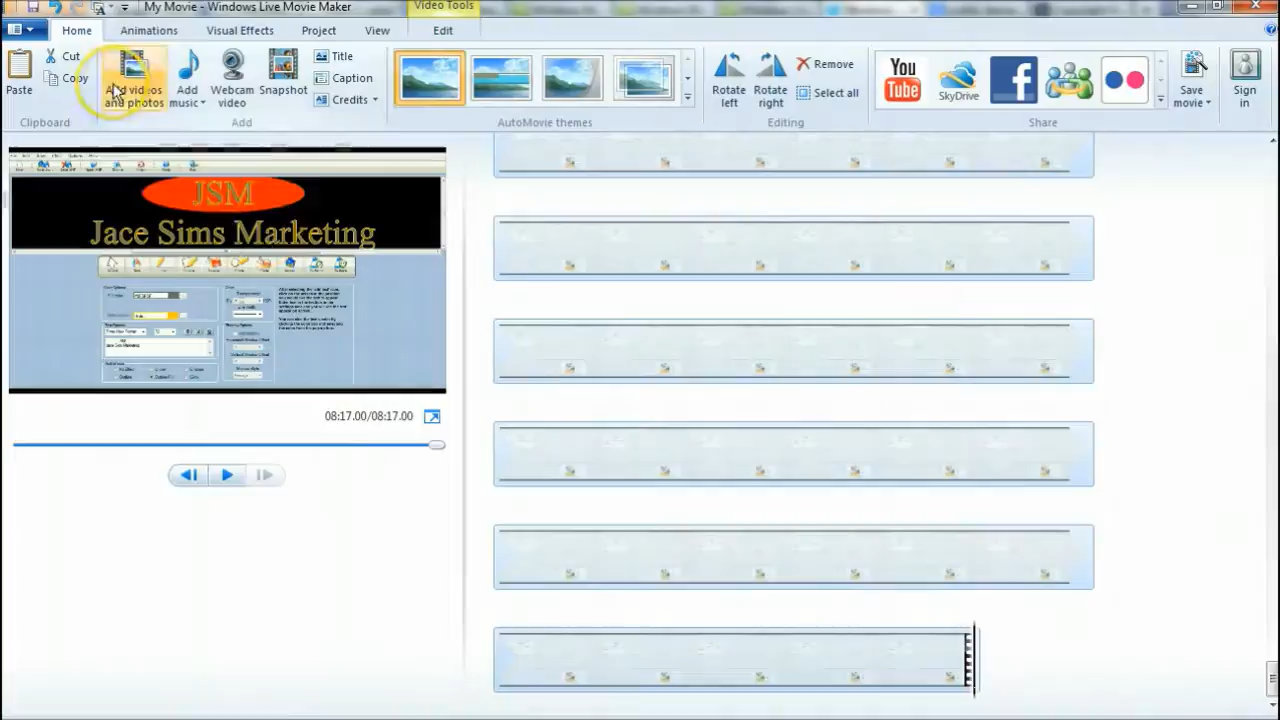 My Movie - Windows Live Movie Maker
Video Tools
Home
Animations
Visual Effects
Project
View
Edit
Paste
Cut
Copy
Clipboard
Add videos
and photos
Add
music
Webcam
video
Snapshot
Title
Caption
Credits
Add
AutoMovie themes
Rotate
left
Rotate
right
Remove
Select all
Editing
You
Tube
SkyDrive
f
Share
Save
movie
Sign
in
JSM
Jace Sims Marketing
08:17.00/08:17.00